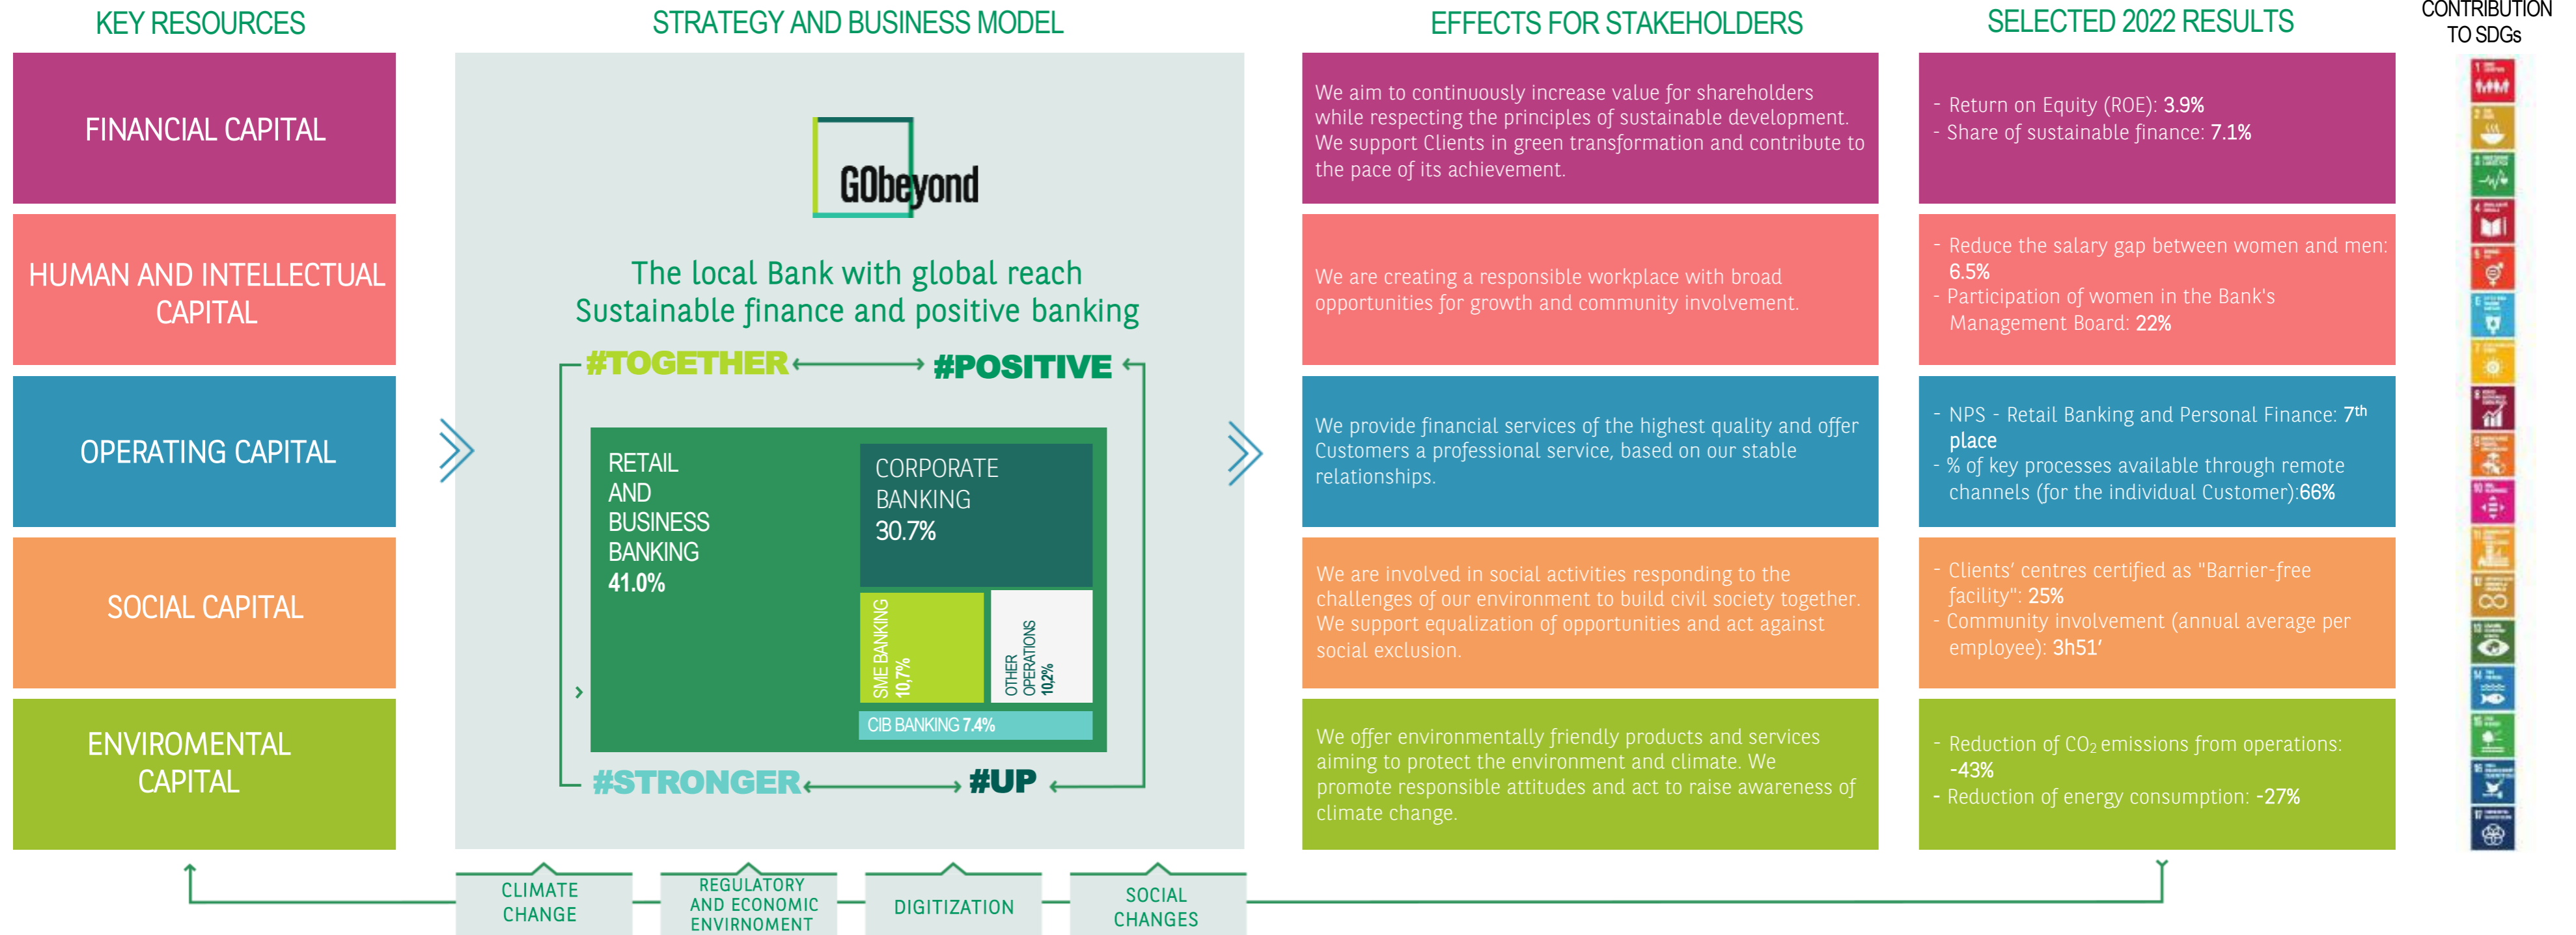 KEY RESOURCES
STRATEGY AND BUSINESS MODEL
EFFECTS FOR STAKEHOLDERS
SELECTED 2022 RESULTS
CONTRIBUTION
TO SDGs
FINANCIAL CAPITAL
HUMAN AND INTELLECTUAL
CAPITAL
OPERATING CAPITAL
SOCIAL CAPITAL
ENVIROMENTAL
CAPITAL
GObeyond
The local Bank with global reach
Sustainable finance and positive banking
#TOGETHER
#POSITIVE
RETAIL
AND
BUSINESS
BANKING
41.0%
CORPORATE
BANKING
30.7%
SME BANKING
10,7%
OTHER
OPERATIONS
10,2%
CIB BANKING 7.4%
#STRONGER
#UP
We aim to continuously increase value for shareholders
while respecting the principles of sustainable development.
We support Clients in green transformation and contribute to
the pace of its achievement.
We are creating a responsible workplace with broad
opportunities for growth and community involvement.
We provide financial services of the highest quality and offer
Customers a professional service, based on our stable
relationships.
We are involved in social activities responding to the
challenges of our environment to build civil society together.
We support equalization of opportunities and act against
social exclusion.
We offer environmentally friendly products and services
aiming to protect the environment and climate. We
promote responsible attitudes and act to raise awareness of
climate change.
- Return on Equity (ROE): 3.9%
- Share of sustainable finance: 7.1%
- Reduce the salary gap between women and men:
6.5%
- Participation of women in the Bank's
Management Board: 22%
- NPS - Retail Banking and Personal Finance: 7th
place
- % of key processes available through remote
channels (for the individual Customer):66%
- Clients' centres certified as "Barrier-free
facility": 25%
- Community involvement (annual average per
employee): 3h51'
- Reduction of CO2 emissions from operations:
-43%
- Reduction of energy consumption: -27%
CLIMATE
CHANGE
REGULATORY
AND ECONOMIC
ENVIRNOMENT
DIGITIZATION
SOCIAL
CHANGES